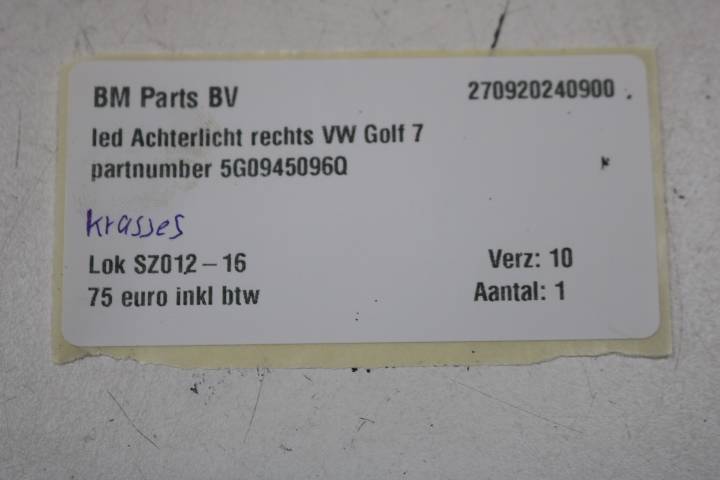 BM Parts BV 270920240900
led Achterlicht rechts VW Golf 7
partnumber 5G0945096Q
krasses
Lok SZ012-16 Verz: 10
75 euro inkl btw Aantal: 1